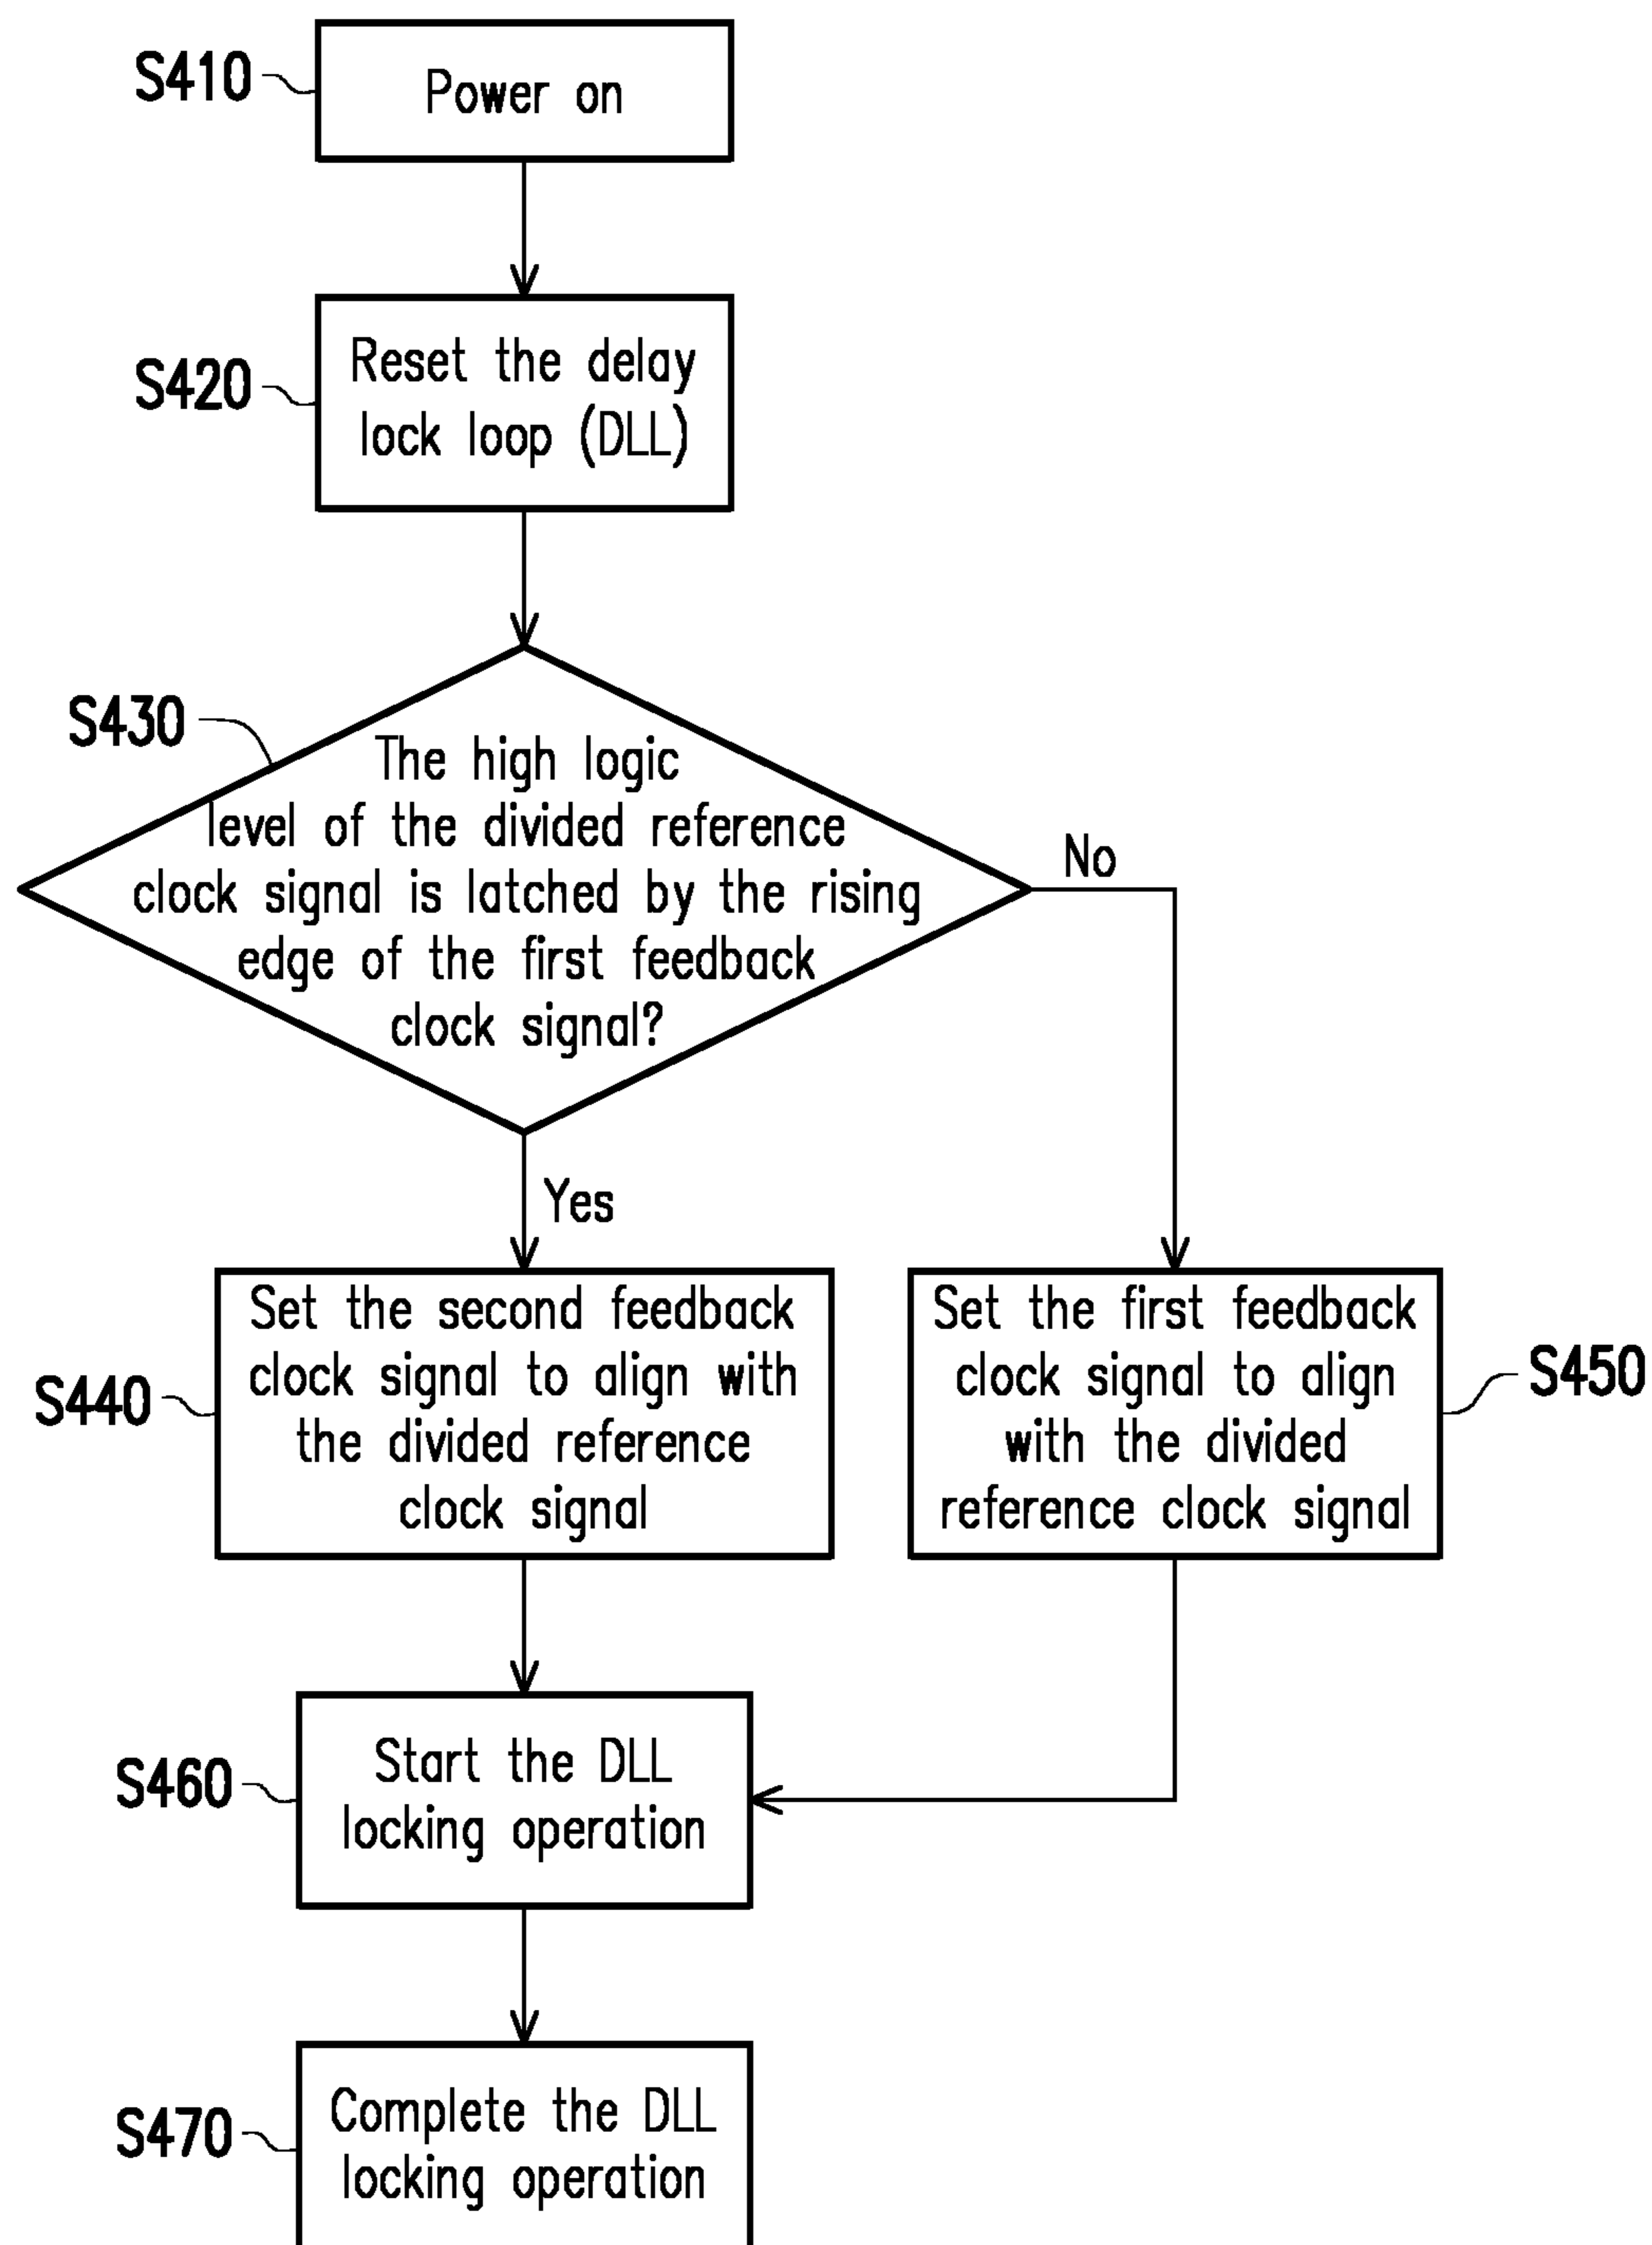 S410
Power on
S420
Reset the delay
lock loop (DLL)
S430
The high logic
level of the divided reference
clock signal is latched by the rising
edge of the first feedback
clock signal?
No
Yes
S440
Set the second feedback
clock signal to align with
the divided reference
clock signal
Set the first feedback
clock signal to align
with the divided
reference clock signal
S450
S460
Start the DLL
locking operation
S470
Complete the DLL
locking operation